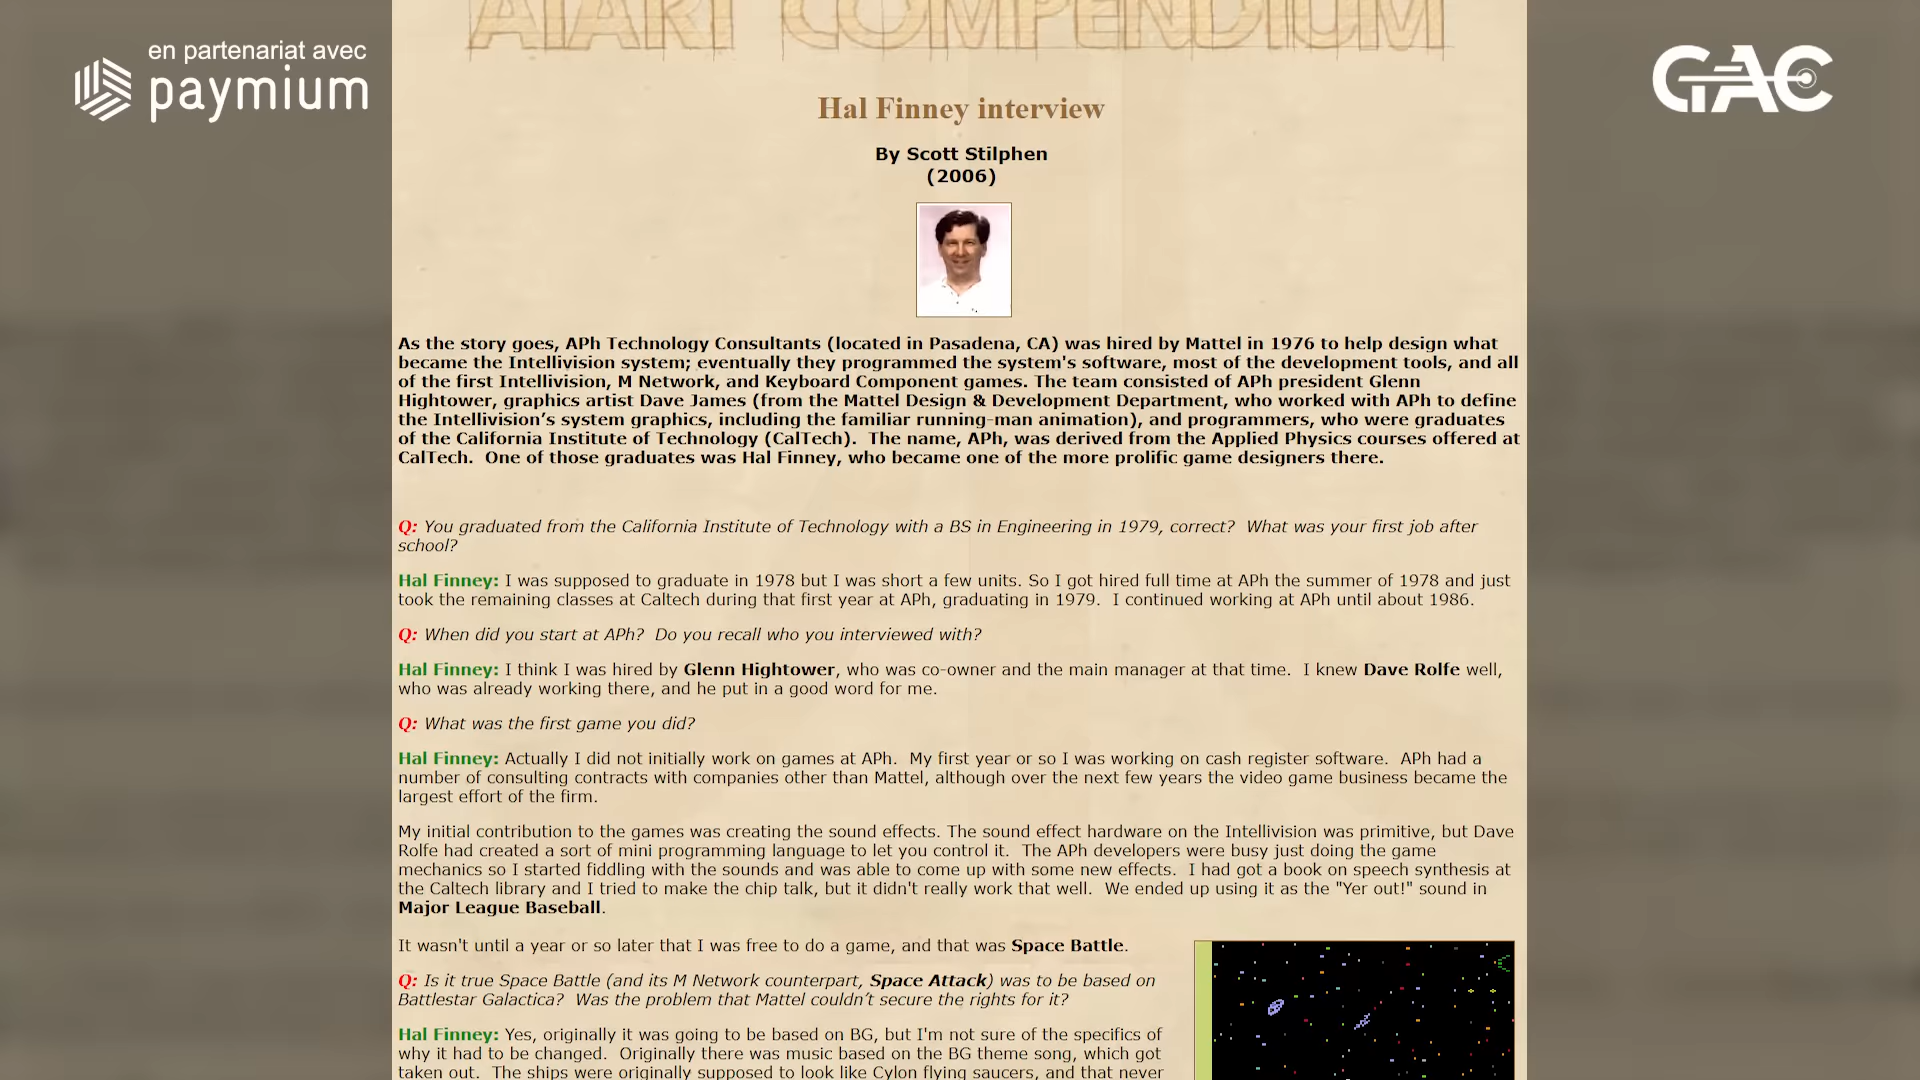 ATARI COMPENDIUM
en partenariat avec
paymium
GAC
Hal Finney interview
By Scott Stilphen
(2006)
As the story goes, APh Technology Consultants (located in Pasadena, CA) was hired by Mattel in 1976 to help design what
became the Intellivision system; eventually they programmed the system's software, most of the development tools, and all
of the first Intellivision, M Network, and Keyboard Component games. The team consisted of APh president Glenn
Hightower, graphics artist Dave James (from the Mattel Design & Development Department, who worked with APh to define
the Intellivision’s system graphics, including the familiar running-man animation), and programmers, who were graduates
of the California Institute of Technology (CalTech).  The name, APh, was derived from the Applied Physics courses offered at
CalTech.  One of those graduates was Hal Finney, who became one of the more prolific game designers there.
Q: You graduated from the California Institute of Technology with a BS in Engineering in 1979, correct?  What was your first job after
school?
Hal Finney: I was supposed to graduate in 1978 but I was short a few units. So I got hired full time at APh the summer of 1978 and just
took the remaining classes at Caltech during that first year at APh, graduating in 1979.  I continued working at APh until about 1986.
Q: When did you start at APh?  Do you recall who you interviewed with?
Hal Finney: I think I was hired by Glenn Hightower, who was co-owner and the main manager at that time.  I knew Dave Rolfe well,
who was already working there, and he put in a good word for me.
Q: What was the first game you did?
Hal Finney: Actually I did not initially work on games at APh.  My first year or so I was working on cash register software.  APh had a
number of consulting contracts with companies other than Mattel, although over the next few years the video game business became the
largest effort of the firm.
My initial contribution to the games was creating the sound effects. The sound effect hardware on the Intellivision was primitive, but Dave
Rolfe had created a sort of mini programming language to let you control it.  The APh developers were busy just doing the game
mechanics so I started fiddling with the sounds and was able to come up with some new effects.  I had got a book on speech synthesis at
the Caltech library and I tried to make the chip talk, but it didn't really work that well.  We ended up using it as the "Yer out!" sound in
Major League Baseball.
It wasn't until a year or so later that I was free to do a game, and that was Space Battle.
Q: Is it true Space Battle (and its M Network counterpart, Space Attack) was to be based on
Battlestar Galactica?  Was the problem that Mattel couldn’t secure the rights for it?
Hal Finney: Yes, originally it was going to be based on BG, but I'm not sure of the specifics of
why it had to be changed.  Originally there was music based on the BG theme song, which got
taken out.  The ships were originally supposed to look like Cylon flying saucers, and that never